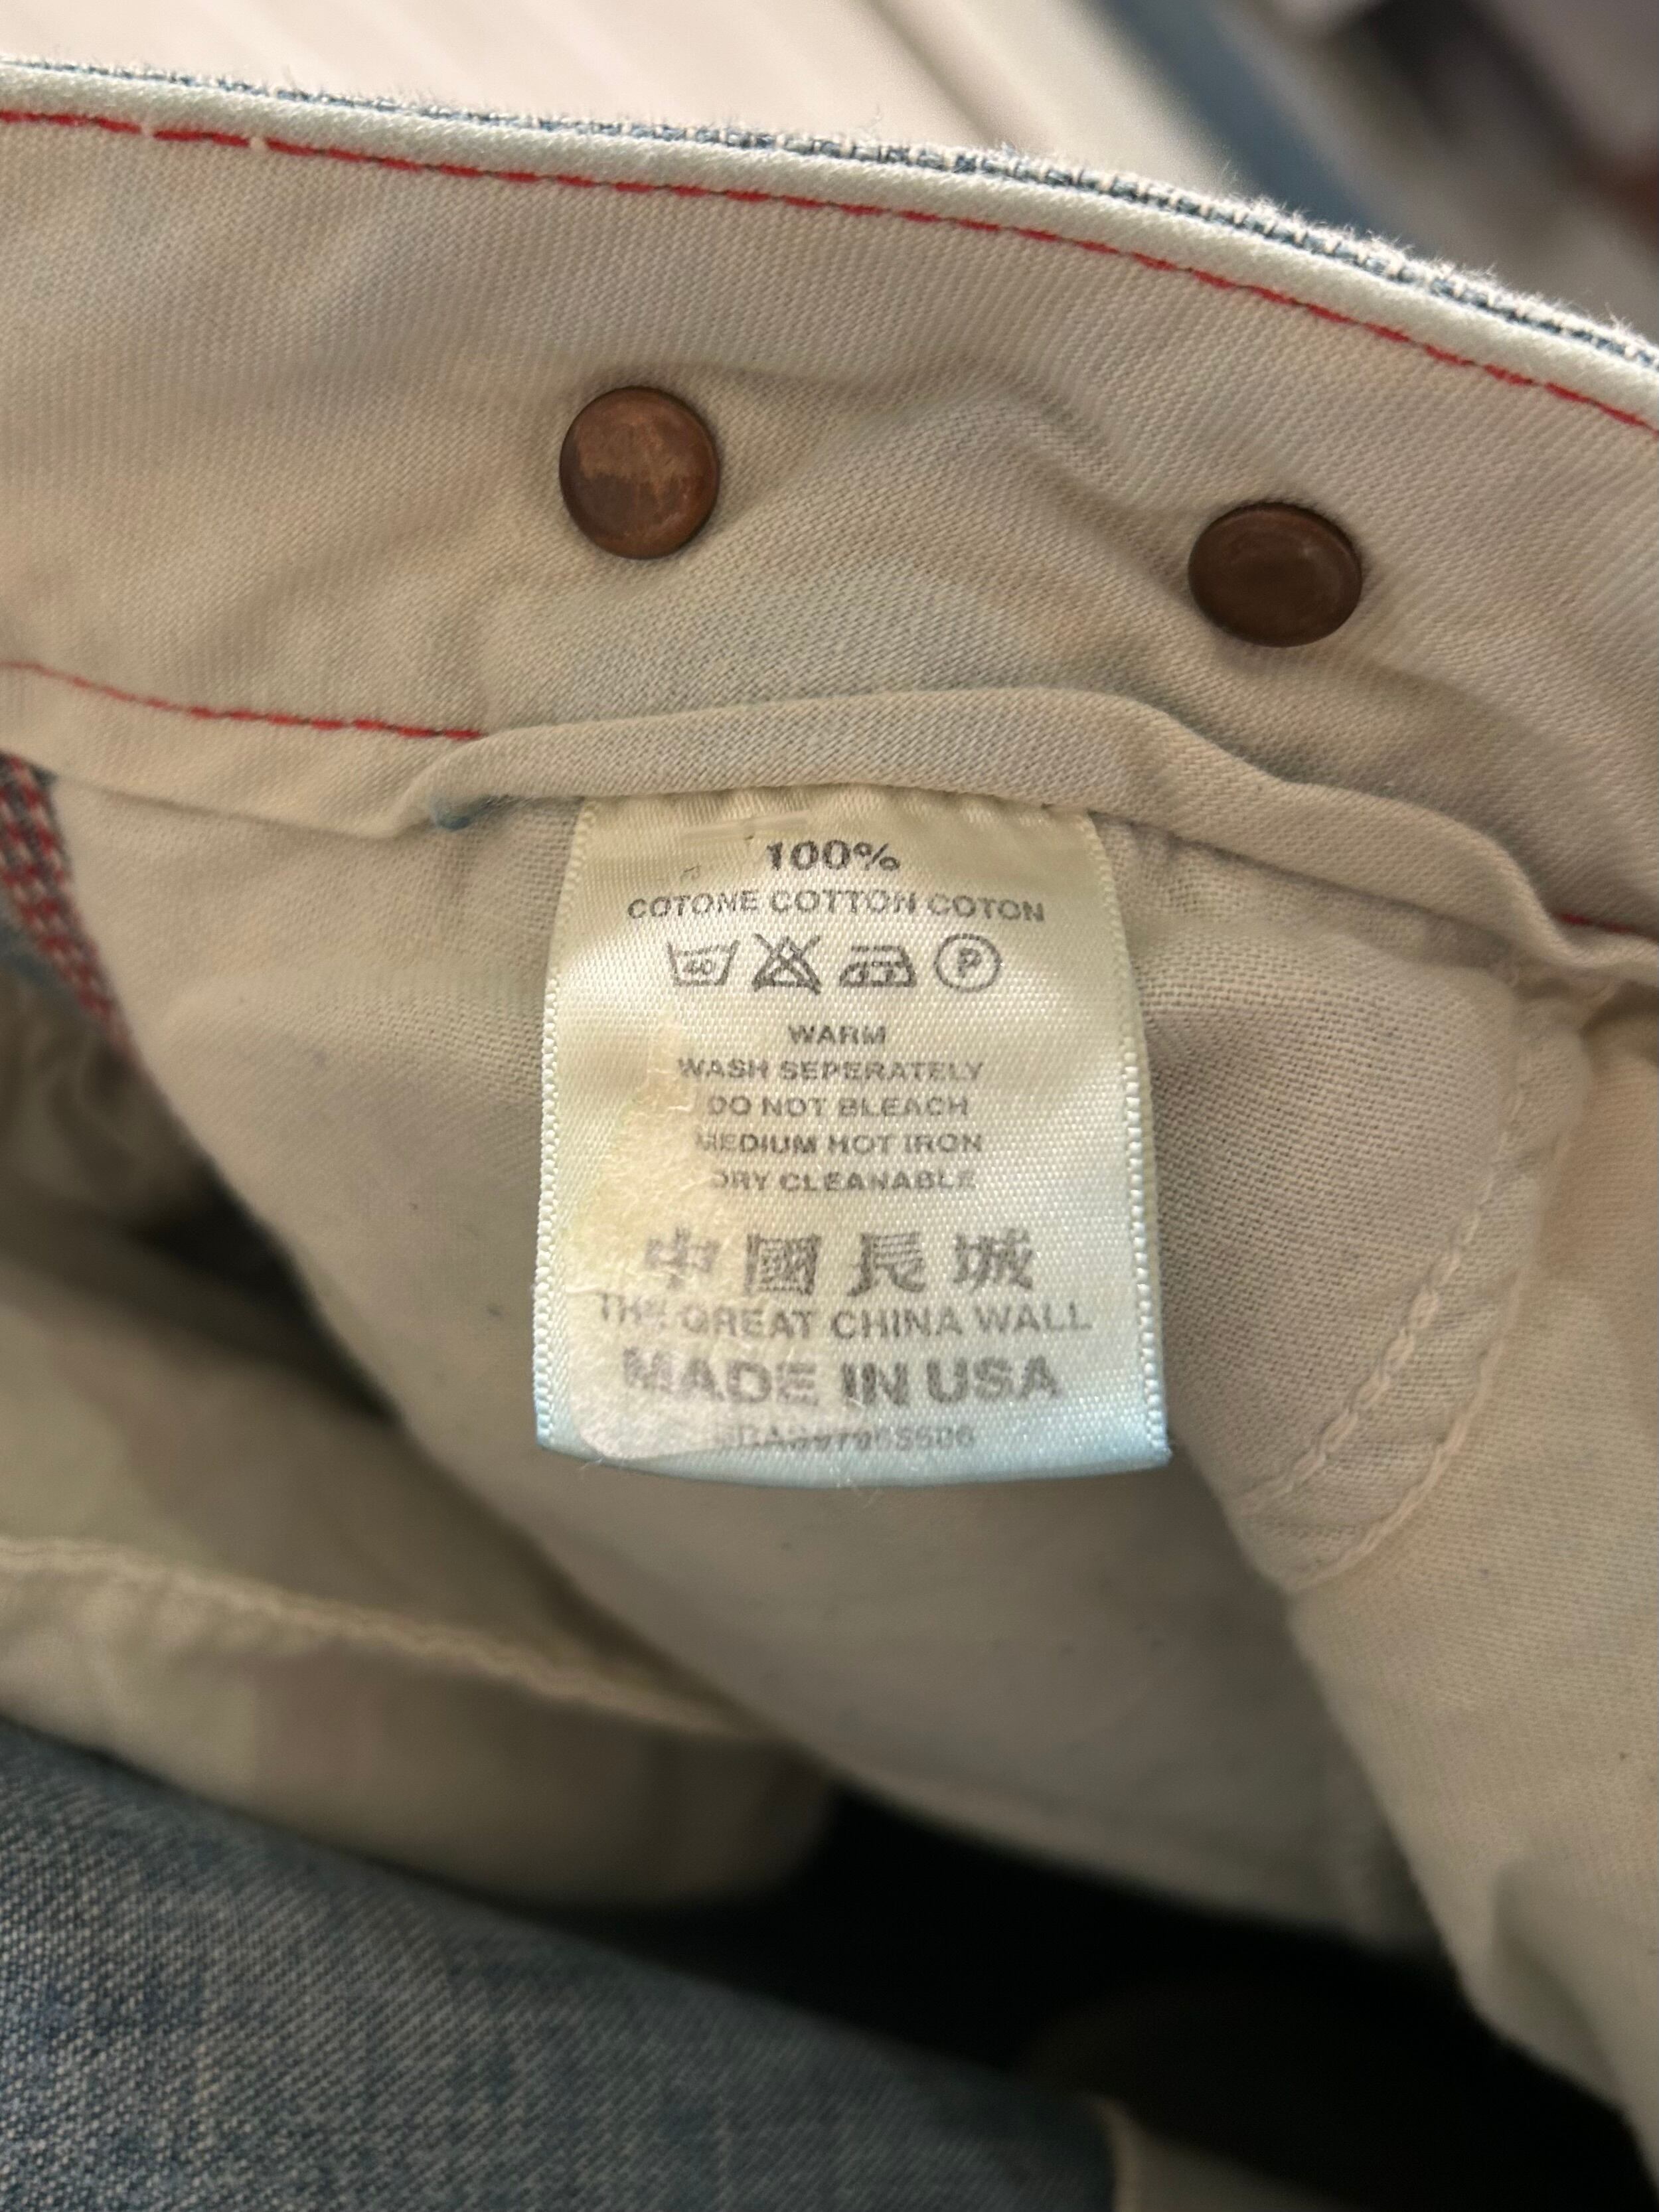 100%
COTONE COTTON COTON
40 P
WARM
WASH SEPERATELY
DO NOT BLEACH
MEDIUM HOT IRON
DRY CLEANABLE
中國長城
THE GREAT CHINA WALL
MADE IN USA